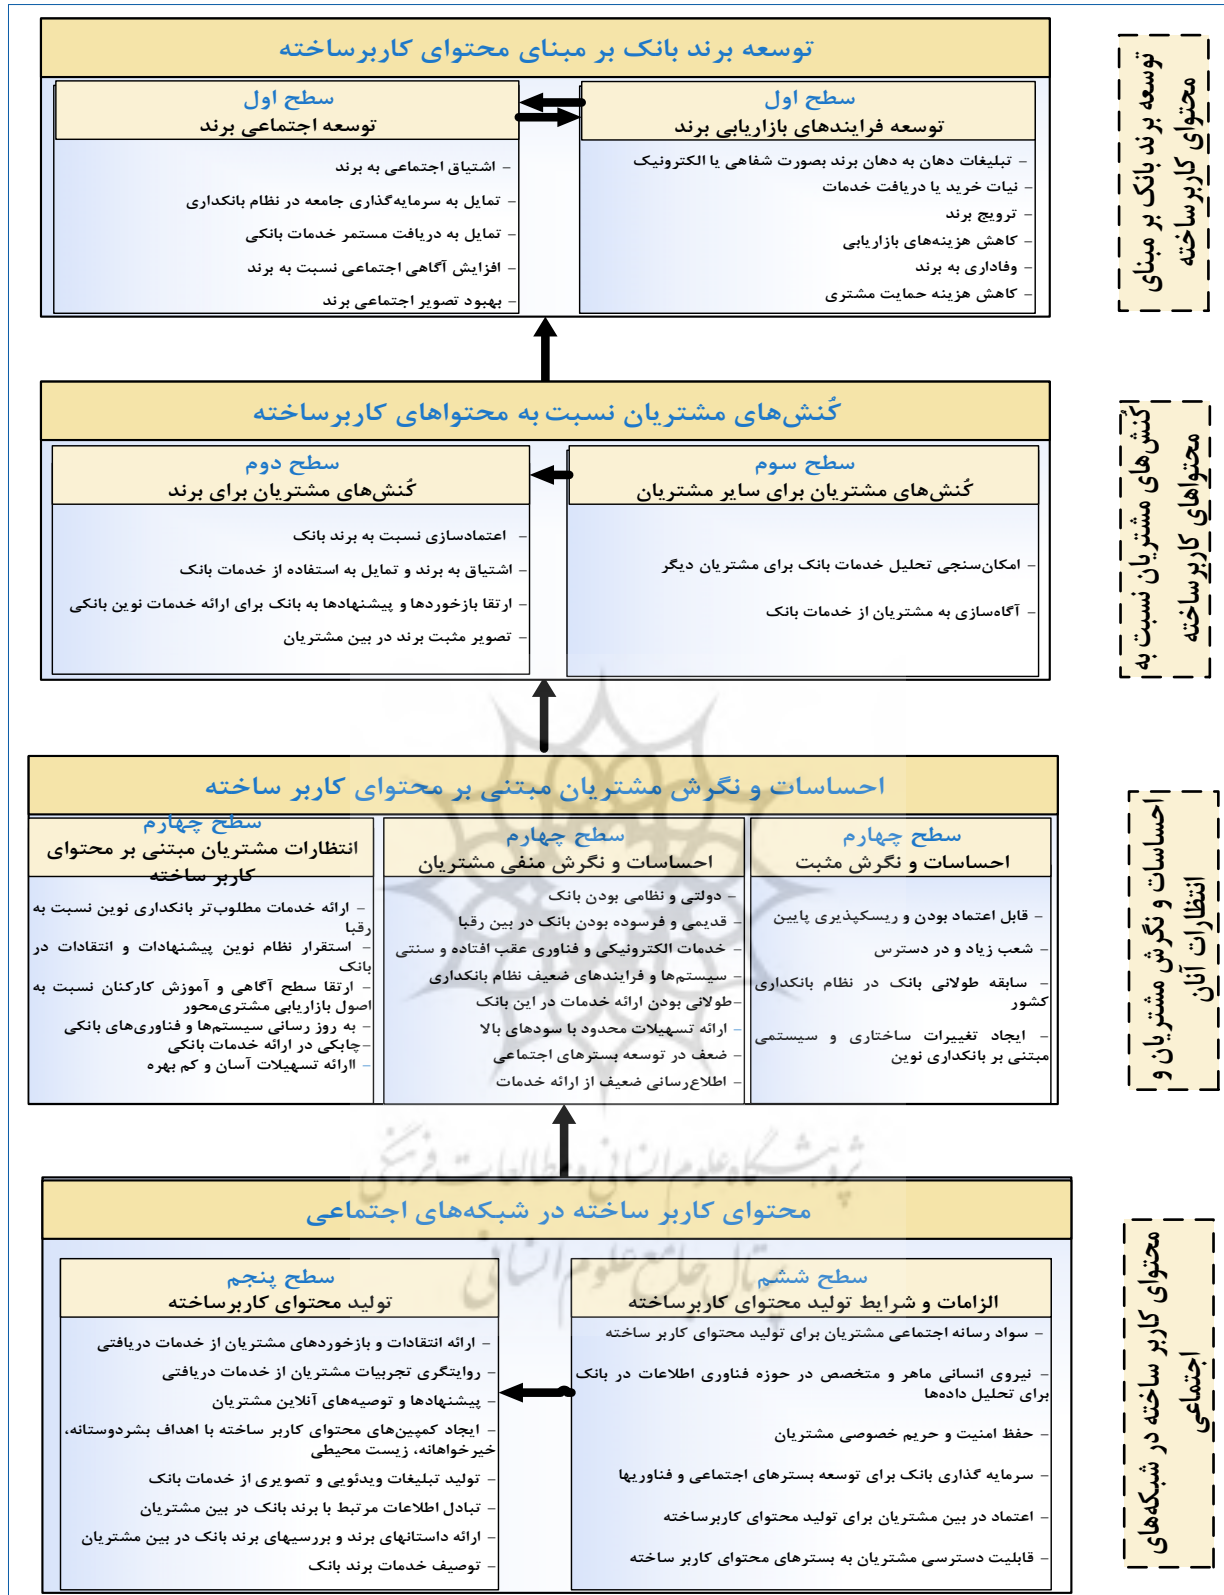 توسعه برند بانک بر مبنای محتوای کاربرساخته
سطح اول
توسعه فرایندهای بازاریابی برند
– تبلیغات دهان به دهان برند بصورت شفاهی یا الکترونیک
– نیات خرید یا دریافت خدمات
– ترویج برند
– کاهش هزینه‌های بازاریابی
– وفاداری به برند
– کاهش هزینه حمایت مشتری
سطح اول
توسعه اجتماعی برند
– اشتیاق اجتماعی به برند
– تمایل به سرمایه‌گذاری جامعه در نظام بانکداری
– تمایل به دریافت مستمر خدمات بانکی
– افزایش آگاهی اجتماعی نسبت به برند
– بهبود تصویر اجتماعی برند
توسعه برند بانک بر مبنای
محتوای کاربرساخته
کُنش‌های مشتریان نسبت به محتواهای کاربرساخته
سطح سوم
کُنش‌های مشتریان برای سایر مشتریان
– امکان‌سنجی تحلیل خدمات بانک برای مشتریان دیگر
– آگاه‌سازی به مشتریان از خدمات بانک
سطح دوم
کُنش‌های مشتریان برای برند
– اعتمادسازی نسبت به برند بانک
– اشتیاق به برند و تمایل به استفاده از خدمات بانک
– ارتقا بازخوردها و پیشنهادها به بانک برای ارائه خدمات نوین بانکی
– تصویر مثبت برند در بین مشتریان
کُنش‌های مشتریان نسبت به
محتواهای کاربرساخته
احساسات و نگرش مشتریان مبتنی بر محتوای کاربر ساخته
سطح چهارم
احساسات و نگرش مثبت
– قابل اعتماد بودن و ریسکپذیری پایین
– شعب زیاد و در دسترس
– سابقه طولانی بانک در نظام بانکداری
کشور
– ایجاد تغییرات ساختاری و سیستمی
مبتنی بر بانکداری نوین
سطح چهارم
احساسات و نگرش منفی مشتریان
– دولتی و نظامی بودن بانک
– قدیمی و فرسوده بودن بانک در بین رقبا
– خدمات الکترونیکی و فناوری عقب افتاده و سنتی
– سیستم‌ها و فرایندهای ضعیف نظام بانکداری
–طولانی بودن ارائه خدمات در این بانک
– ارائه تسهیلات محدود با سودهای بالا
– ضعف در توسعه بسترهای اجتماعی
– اطلاع‌رسانی ضعیف از ارائه خدمات
سطح چهارم
انتظارات مشتریان مبتنی بر محتوای
کاربر ساخته
– ارائه خدمات مطلوب‌تر بانکداری نوین نسبت به
رقبا
– استقرار نظام نوین پیشنهادات و انتقادات در
بانک
– ارتقا سطح آگاهی و آموزش کارکنان نسبت به
اصول بازاریابی مشتری‌محور
– به روز رسانی سیستم‌ها و فناوری‌های بانکی
–چابکی در ارائه خدمات بانکی
– اارائه تسهیلات آسان و کم بهره
احساسات و نگرش مشتریان و
انتظارات آنان
پژوهشگاه علوم انسانی و مطالعات فرهنگی
پرتال جامع علوم انسانی
محتوای کاربر ساخته در شبکه‌های اجتماعی
سطح ششم
الزامات و شرایط تولید محتوای کاربرساخته
– سواد رسانه اجتماعی مشتریان برای تولید محتوای کاربر ساخته
– نیروی انسانی ماهر و متخصص در حوزه فناوری اطلاعات در بانک
برای تحلیل داده‌ها
– حفظ امنیت و حریم خصوصی مشتریان
– سرمایه گذاری بانک برای توسعه بسترهای اجتماعی و فناوریها
– اعتماد در بین مشتریان برای تولید محتوای کاربرساخته
– قابلیت دسترسی مشتریان به بسترهای محتوای کاربر ساخته
سطح پنجم
تولید محتوای کاربرساخته
– ارائه انتقادات و بازخوردهای مشتریان از خدمات دریافتی
– روایتگری تجربیات مشتریان از خدمات دریافتی
– پیشنهادها و توصیه‌های آنلاین مشتریان
– ایجاد کمپین‌های محتوای کاربر ساخته با اهداف بشردوستانه،
خیرخواهانه، زیست محیطی
– تولید تبلیغات ویدئویی و تصویری از خدمات بانک
– تبادل اطلاعات مرتبط با برند بانک در بین مشتریان
– ارائه داستانهای برند و بررسیهای برند بانک در بین مشتریان
– توصیف خدمات برند بانک
محتوای کاربر ساخته در شبکه‌های
اجتماعی